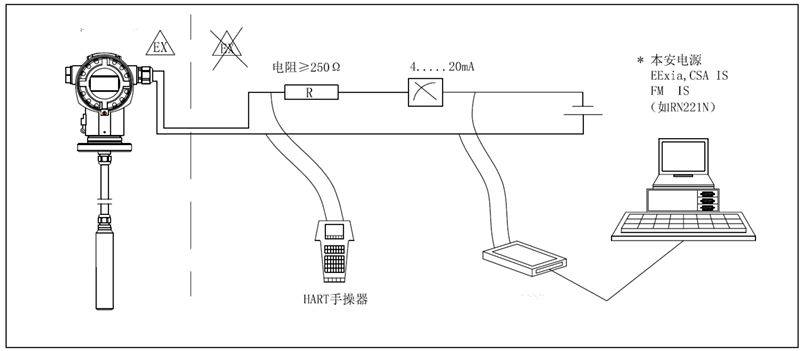 EX
EX
电阻≥250Ω
R
4.....20mA
* 本安电源
EExia,CSA IS
FM IS
(如RN221N)
HART手操器